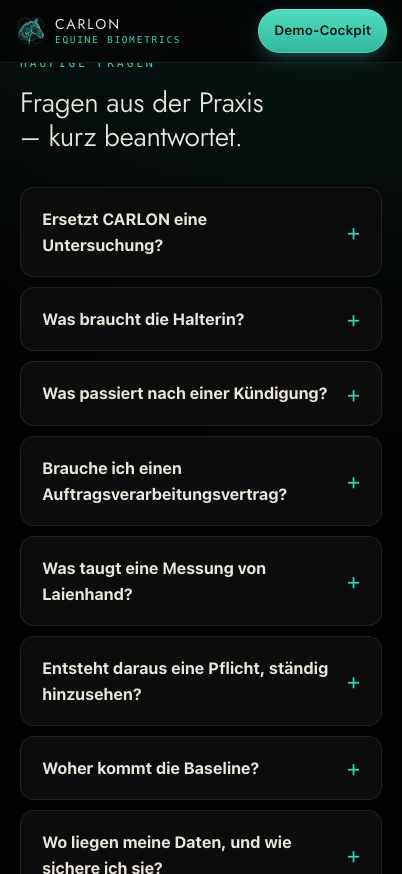 CARLON
EQUINE BIOMETRICS
Demo-Cockpit
HÄUFIGE FRAGEN
Fragen aus der Praxis
— kurz beantwortet.
Ersetzt CARLON eine
Untersuchung?
+
Was braucht die Halterin?
+
Was passiert nach einer Kündigung?
+
Brauche ich einen
Auftragsverarbeitungsvertrag?
+
Was taugt eine Messung von
Laienhand?
+
Entsteht daraus eine Pflicht, ständig
hinzusehen?
+
Woher kommt die Baseline?
+
Wo liegen meine Daten, und wie
sichere ich sie?
+